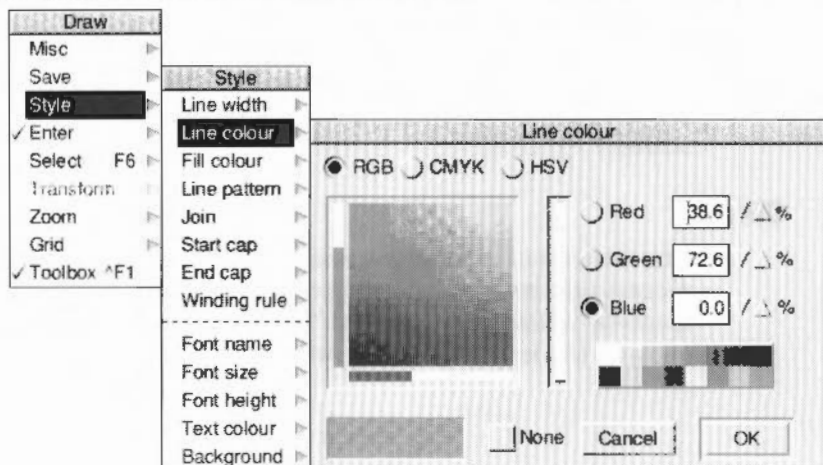 Draw
Misc
Save
Style
✓ Enter
Select F6
Transform
Zoom
Grid
✓ Toolbox ^F1
Style
Line width
Line colour
Fill colour
Line pattern
Join
Start cap
End cap
Winding rule
Font name
Font size
Font height
Text colour
Background
Line colour
RGB CMYK HSV
Red 38.6 %
Green 72.6 %
Blue 0.0 %
None Cancel OK